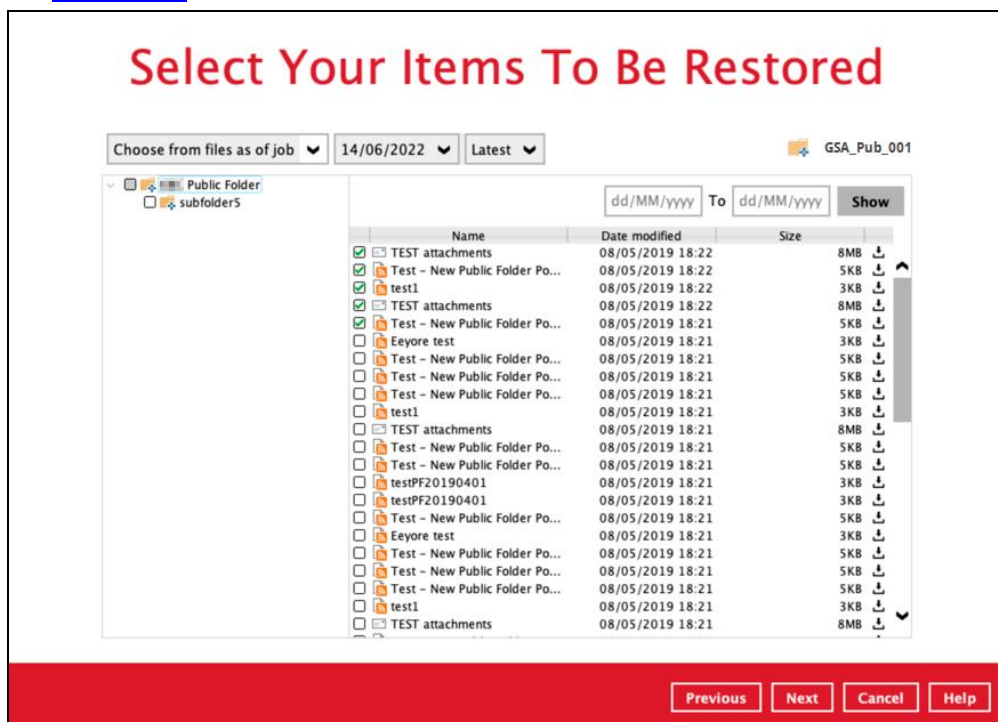 Select Your Items To Be Restored
Choose from files as of job 14/06/2022 Latest GSA_Pub_001
Public Folder
subfolder5
dd/MM/yyyy To dd/MM/yyyy Show
Name Date modified Size
TEST attachments 08/05/2019 18:22 8MB
Test - New Public Folder Po... 08/05/2019 18:22 5KB
test1 08/05/2019 18:22 3KB
TEST attachments 08/05/2019 18:22 8MB
Test - New Public Folder Po... 08/05/2019 18:21 5KB
Eeyore test 08/05/2019 18:21 3KB
Test - New Public Folder Po... 08/05/2019 18:21 5KB
Test - New Public Folder Po... 08/05/2019 18:21 5KB
Test - New Public Folder Po... 08/05/2019 18:21 5KB
test1 08/05/2019 18:21 3KB
TEST attachments 08/05/2019 18:21 8MB
Test - New Public Folder Po... 08/05/2019 18:21 5KB
Test - New Public Folder Po... 08/05/2019 18:21 5KB
testPF20190401 08/05/2019 18:21 3KB
testPF20190401 08/05/2019 18:21 3KB
Test - New Public Folder Po... 08/05/2019 18:21 5KB
Eeyore test 08/05/2019 18:21 3KB
Test - New Public Folder Po... 08/05/2019 18:21 5KB
Test - New Public Folder Po... 08/05/2019 18:21 5KB
Test - New Public Folder Po... 08/05/2019 18:21 5KB
test1 08/05/2019 18:21 3KB
TEST attachments 08/05/2019 18:21 8MB
Previous Next Cancel Help